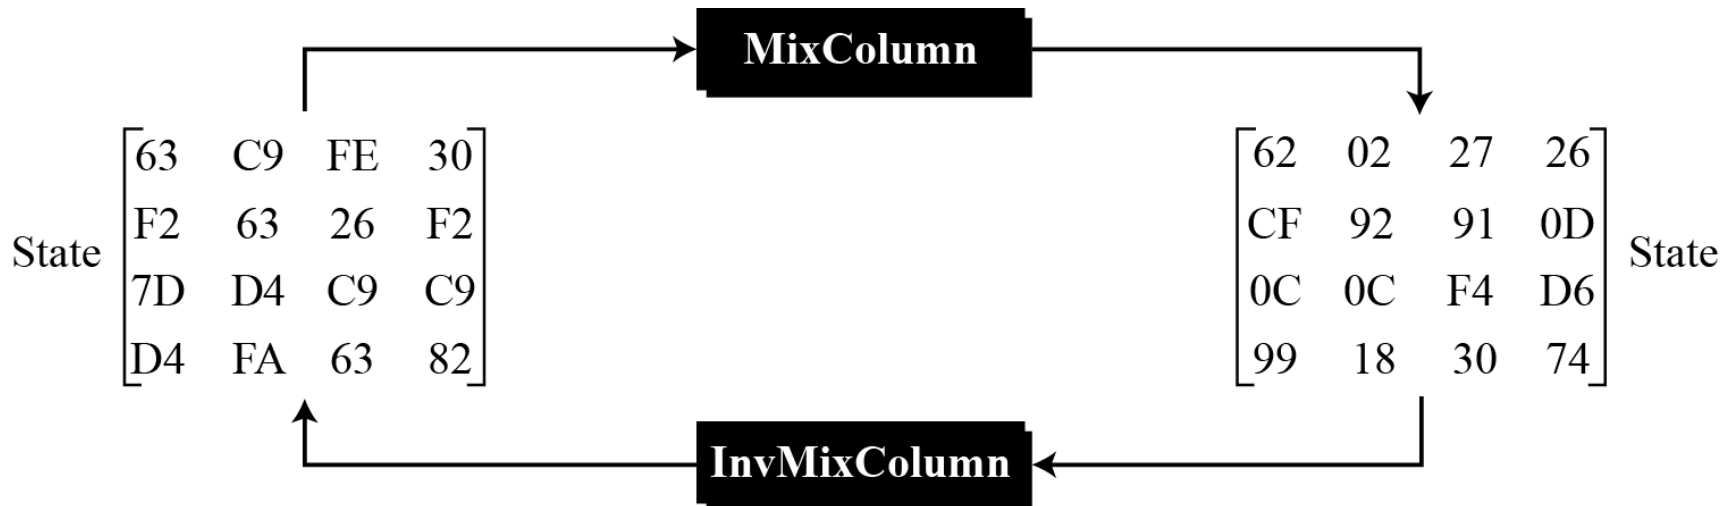 MixColumn
63 C9 FE 30
F2 63 26 F2
State
7D D4 C9 C9
D4 FA 63 82
62 02 27 26
CF 92 91 0D
State
0C 0C F4 D6
99 18 30 74
InvMixColumn